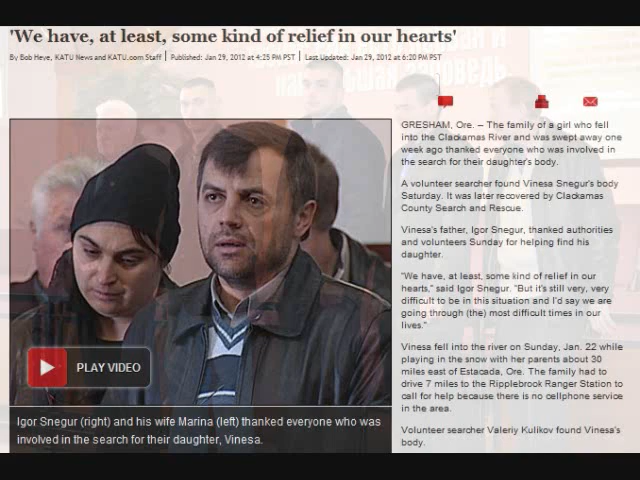 'We have, at least, some kind of relief in our hearts'
By Bob Heye, KATU News and KATU.com Staff | Published: Jan 29, 2012 at 4:25 PM PST | Last Updated: Jan 29, 2012 at 6:20 PM PST
GRESHAM, Ore. – The family of a girl who fell
into the Clackamas River and was swept away one
week ago thanked everyone who was involved in
the search for their daughter's body.
A volunteer searcher found Vinesa Snegur's body
Saturday. It was later recovered by Clackamas
County Search and Rescue.
Vinesa's father, Igor Snegur, thanked authorities
and volunteers Sunday for helping find his
daughter.
"We have, at least, some kind of relief in our
hearts," said Igor Snegur. "But it's still very, very
difficult to be in this situation and I'd say we are
going through (the) most difficult times in our
lives."
Vinesa fell into the river on Sunday, Jan. 22 while
playing in the snow with her parents about 30
miles east of Estacada, Ore. The family had to
drive 7 miles to the Ripplebrook Ranger Station to
call for help because there is no cellphone service
in the area.
Volunteer searcher Valeriy Kulikov found Vinesa's
body.
PLAY VIDEO
Igor Snegur (right) and his wife Marina (left) thanked everyone who was
involved in the search for their daughter, Vinesa.